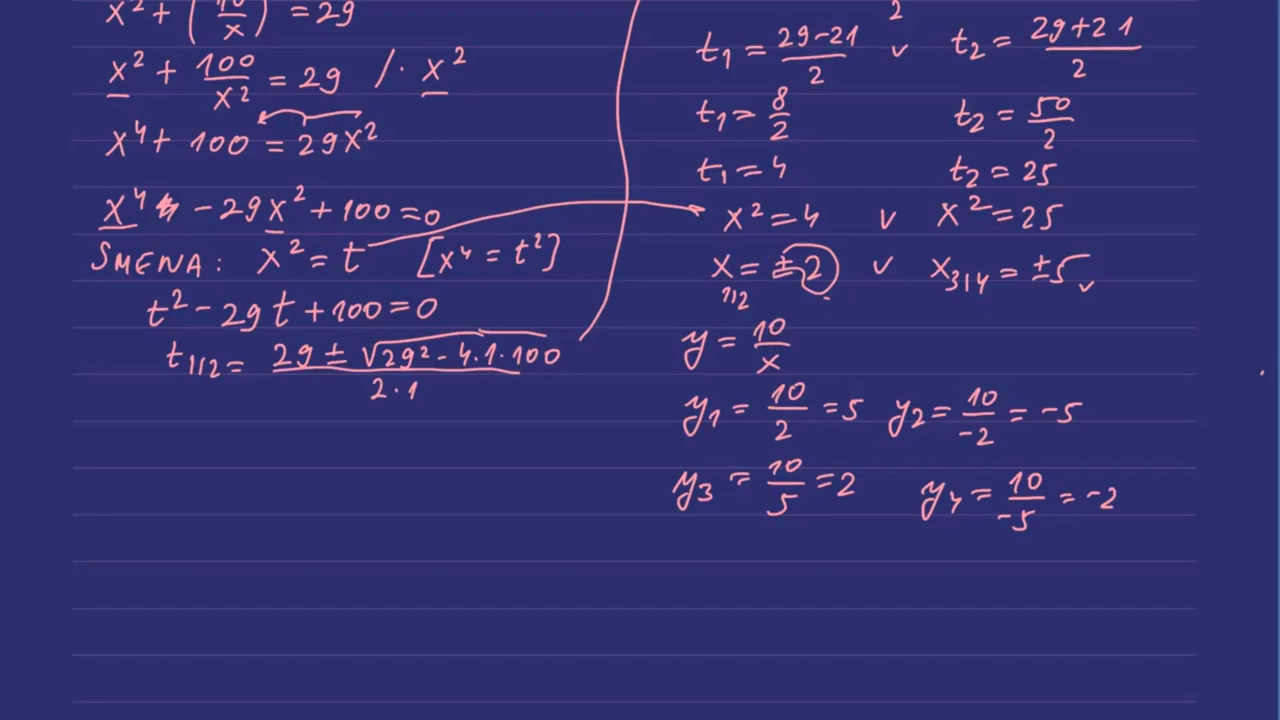 x² + (10/x) = 29
x² + 100/x² = 29 / · x²
x⁴ + 100 = 29x²
x⁴ - 29x² + 100 = 0
SMENA: x² = t [x⁴ = t²]
t² - 29t + 100 = 0
t1/2 = (29 ± √(29² - 4·1·100))/(2·1)
2
t₁ = (29-21)/2 ∨ t₂ = (29+21)/2
t₁ = 8/2 t₂ = 50/2
t₁ = 4 t₂ = 25
x² = 4 ∨ x² = 25
x1/2 = ±2 ∨ x3/4 = ±5
y = 10/x
y₁ = 10/2 = 5 y₂ = 10/-2 = -5
y₃ = 10/5 = 2 y₄ = 10/-5 = -2